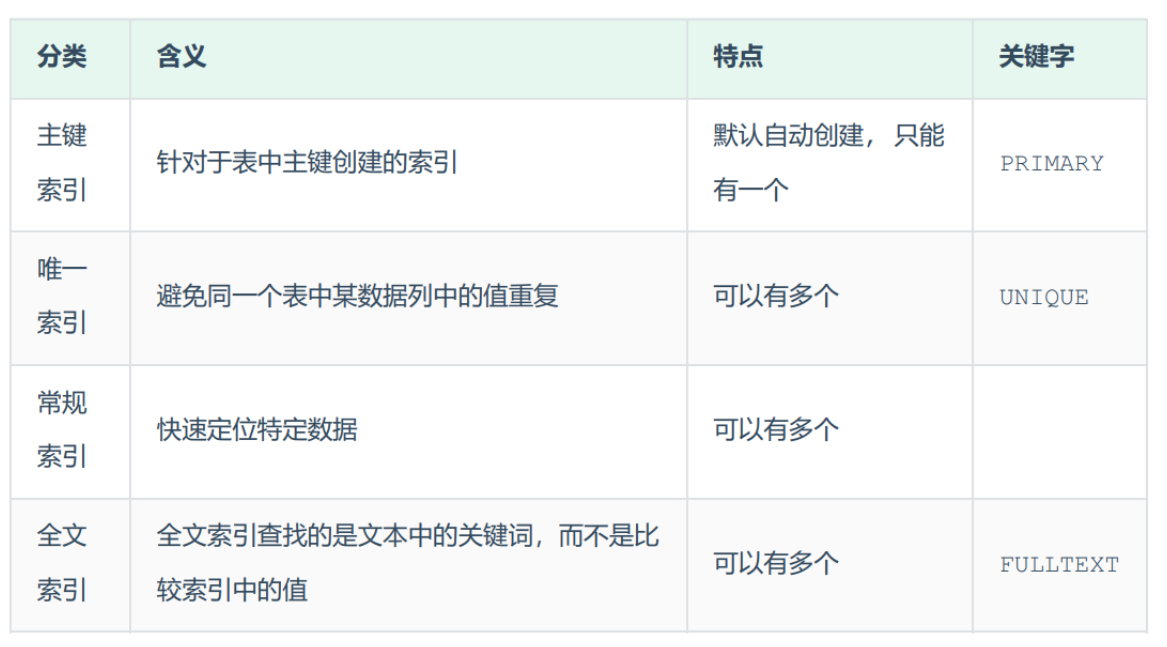 分类 含义 特点 关键字
主键
索引
针对于表中主键创建的索引
默认自动创建， 只能
有一个
PRIMARY
唯一
索引
避免同一个表中某数据列中的值重复
可以有多个
UNIQUE
常规
索引
快速定位特定数据
可以有多个
全文
索引
全文索引查找的是文本中的关键词，而不是比
较索引中的值
可以有多个
FULLTEXT